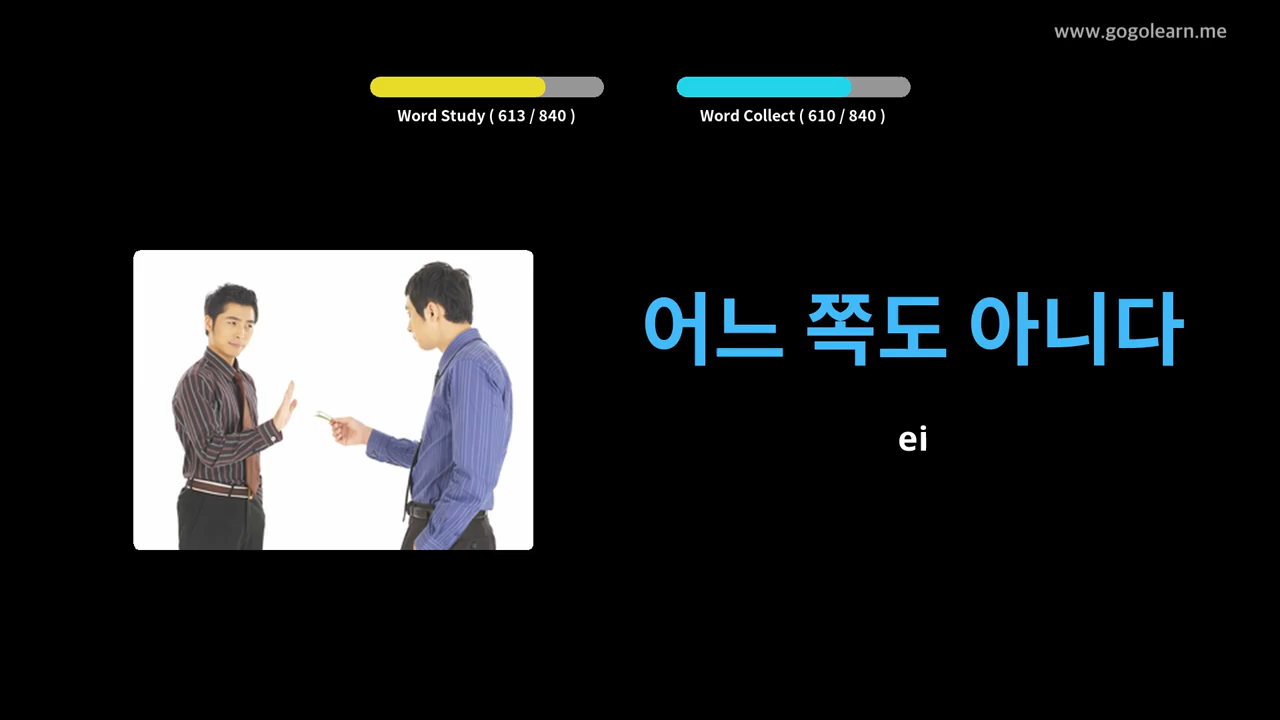 www.gogolearn.me
Word Study ( 613 / 840 )
Word Collect ( 610 / 840 )
어느 쪽도 아니다
ei